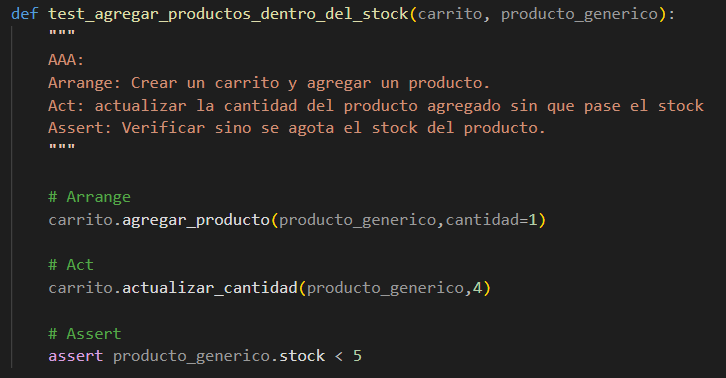 def test_agregar_productos_dentro_del_stock(carrito, producto_generico):
"""
AAA:
Arrange: Crear un carrito y agregar un producto.
Act: actualizar la cantidad del producto agregado sin que pase el stock
Assert: Verificar sino se agota el stock del producto.
"""
# Arrange
carrito.agregar_producto(producto_generico,cantidad=1)
# Act
carrito.actualizar_cantidad(producto_generico,4)
# Assert
assert producto_generico.stock < 5